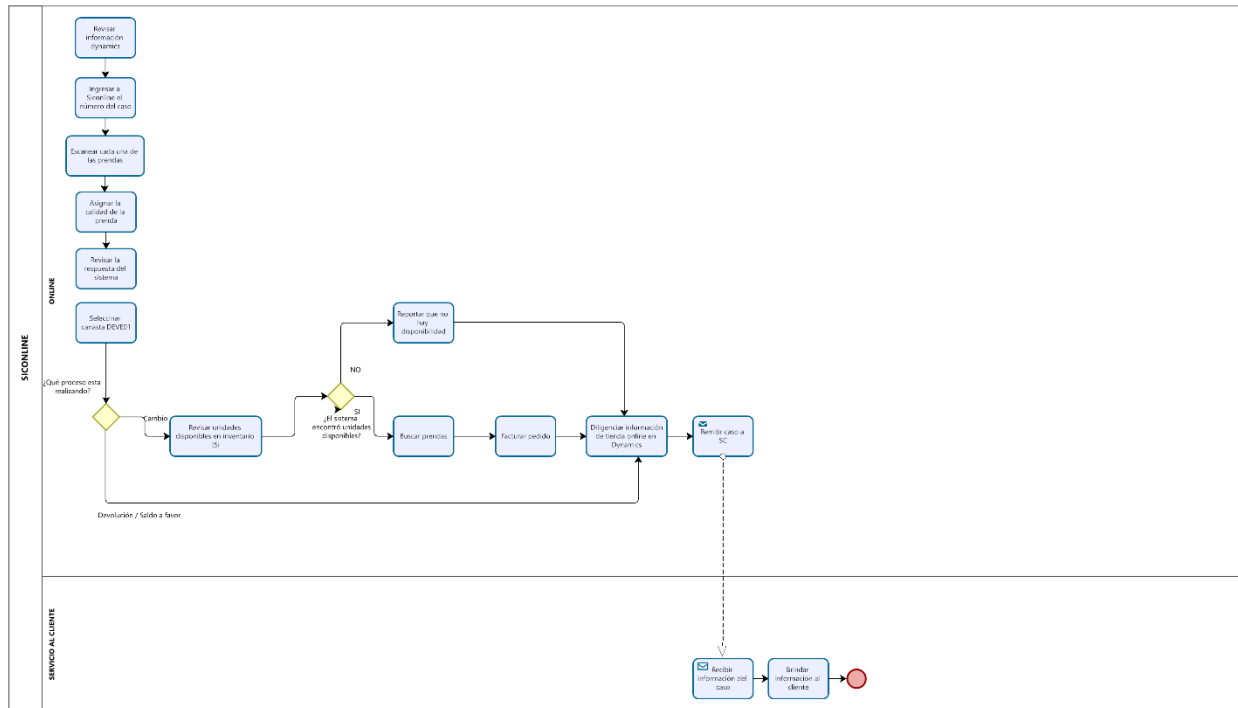 SICONLINE
ONLINE
Revisar
información
dynamics
Ingresar a
Siconline el
número del caso
Escanear cada una de
las prendas
Asignar la
calidad de la
prenda
Revisar la
respuesta del
sistema
Seleccinar
canasta DEVE01
¿Qué proceso esta
realizando?
Cambio
Revisar unidades
disponibles en inventario
(Si
NO
Reportar que no
hay
disponibilidad
SI
¿El sistema
encontró unidades
disponibles?
Buscar prendas
Facturar pedido
Diligenciar información
de tienda online en
Dynamics
Remitir caso a
SC
Devolución / Saldo a favor
SERVICIO AL CLIENTE
Recibir
información del
caso
Brindar
información al
cliente